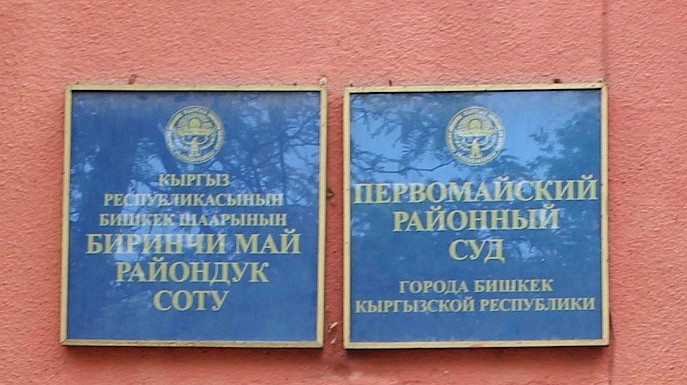 КЫРГЫЗ
РЕСПУБЛИКАСЫНЫН
БИШКЕК ШААРЫНЫН
БИРИНЧИ МАЙ
РАЙОНДУК
СОТУ
ПЕРВОМАЙСКИЙ
РАЙОННЫЙ
СУД
ГОРОДА БИШКЕК
КЫРГЫЗСКОЙ РЕСПУБЛИКИ